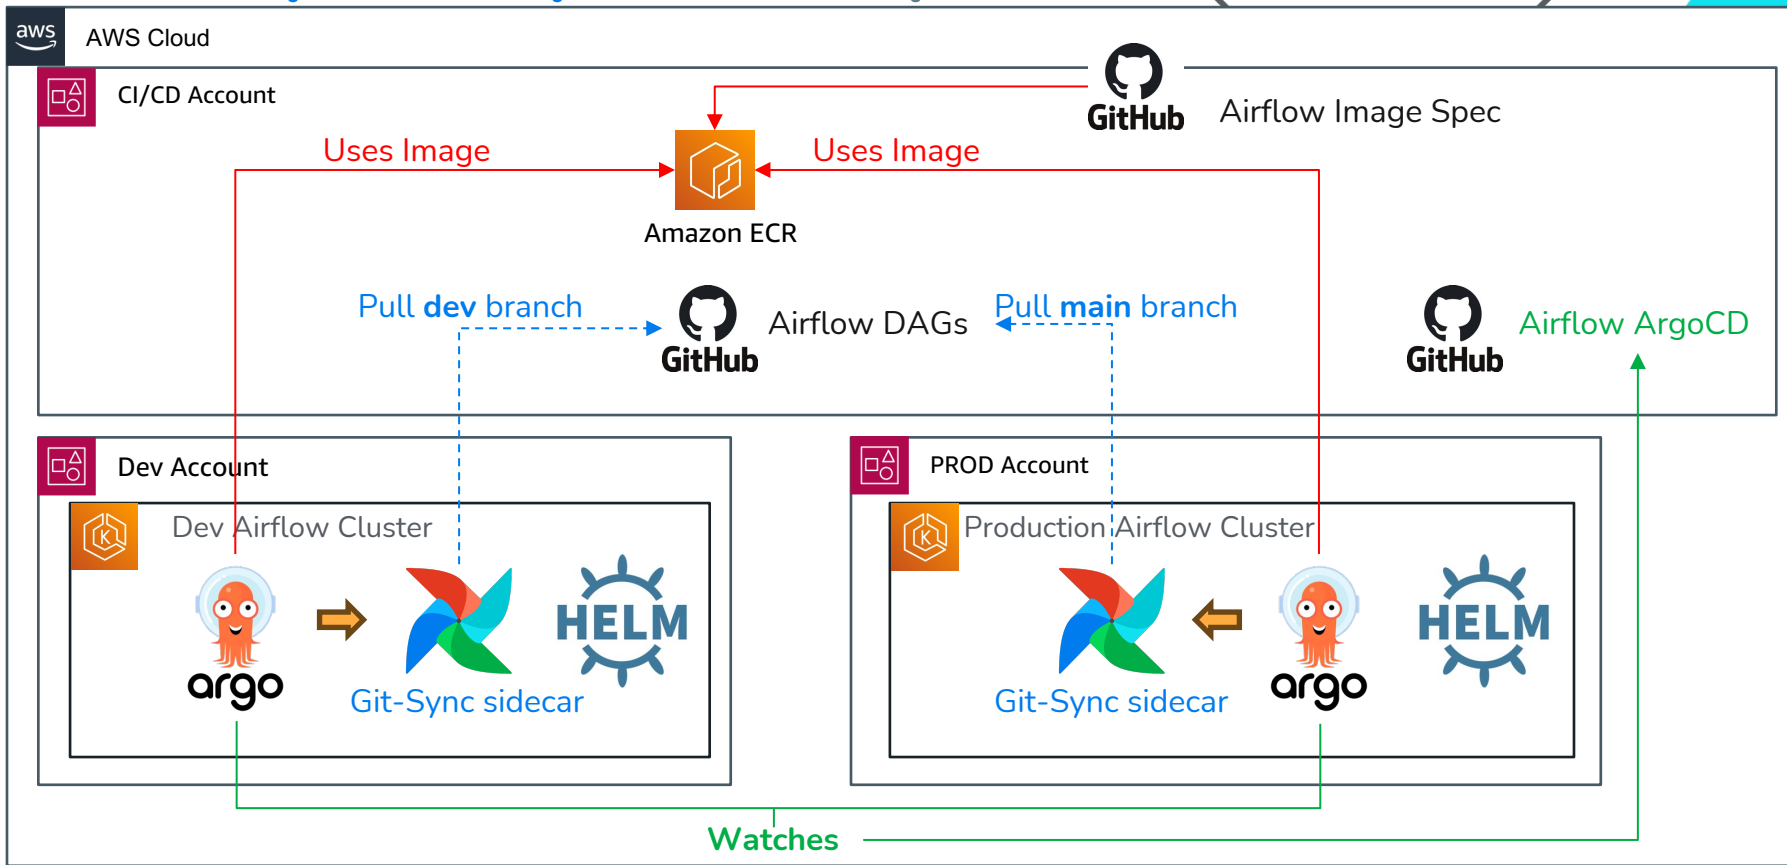 aws
AWS Cloud
CI/CD Account
GitHub
Airflow Image Spec
Uses Image
Uses Image
Amazon ECR
Pull dev branch
GitHub
Airflow DAGs
Pull main branch
GitHub
Airflow ArgoCD
Dev Account
K
Dev Airflow Cluster
argo
Git-Sync sidecar
HELM
PROD Account
K
Production Airflow Cluster
Git-Sync sidecar
argo
HELM
Watches